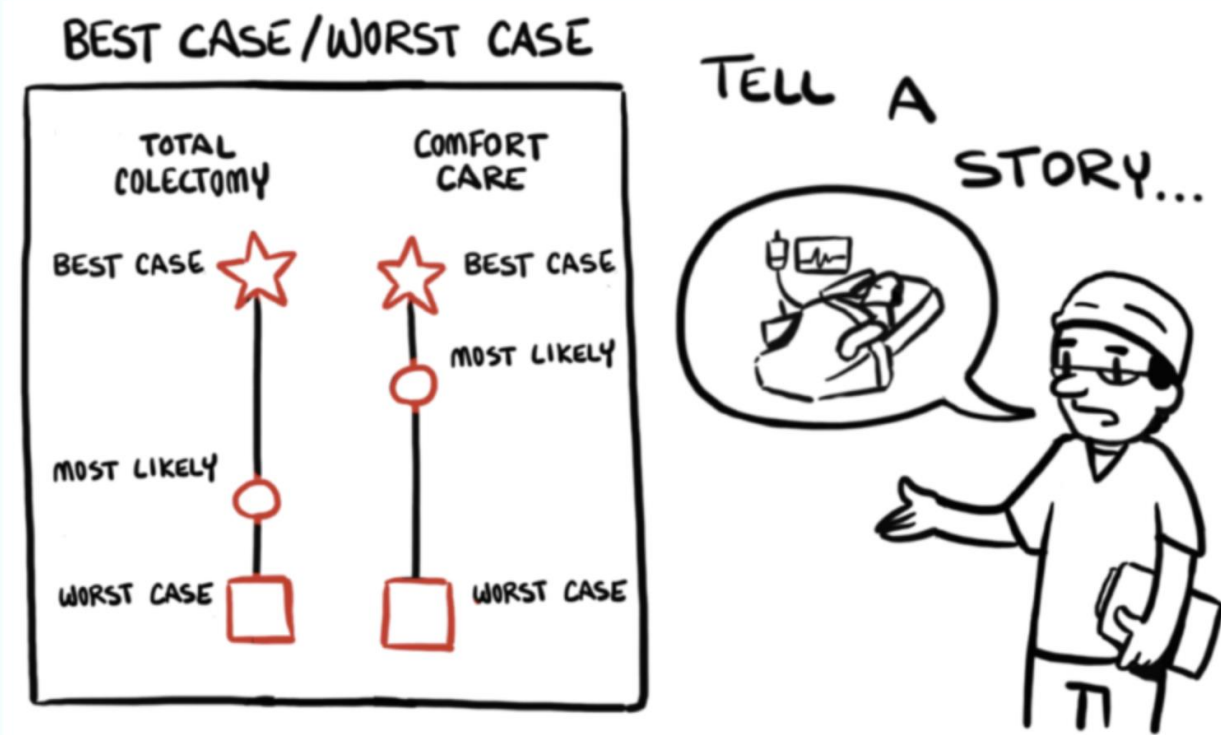 BEST CASE/WORST CASE
TOTAL
COLECTOMY
BEST CASE
MOST LIKELY
WORST CASE
COMFORT
CARE
BEST CASE
MOST LIKELY
WORST CASE
TELL A
STORY...